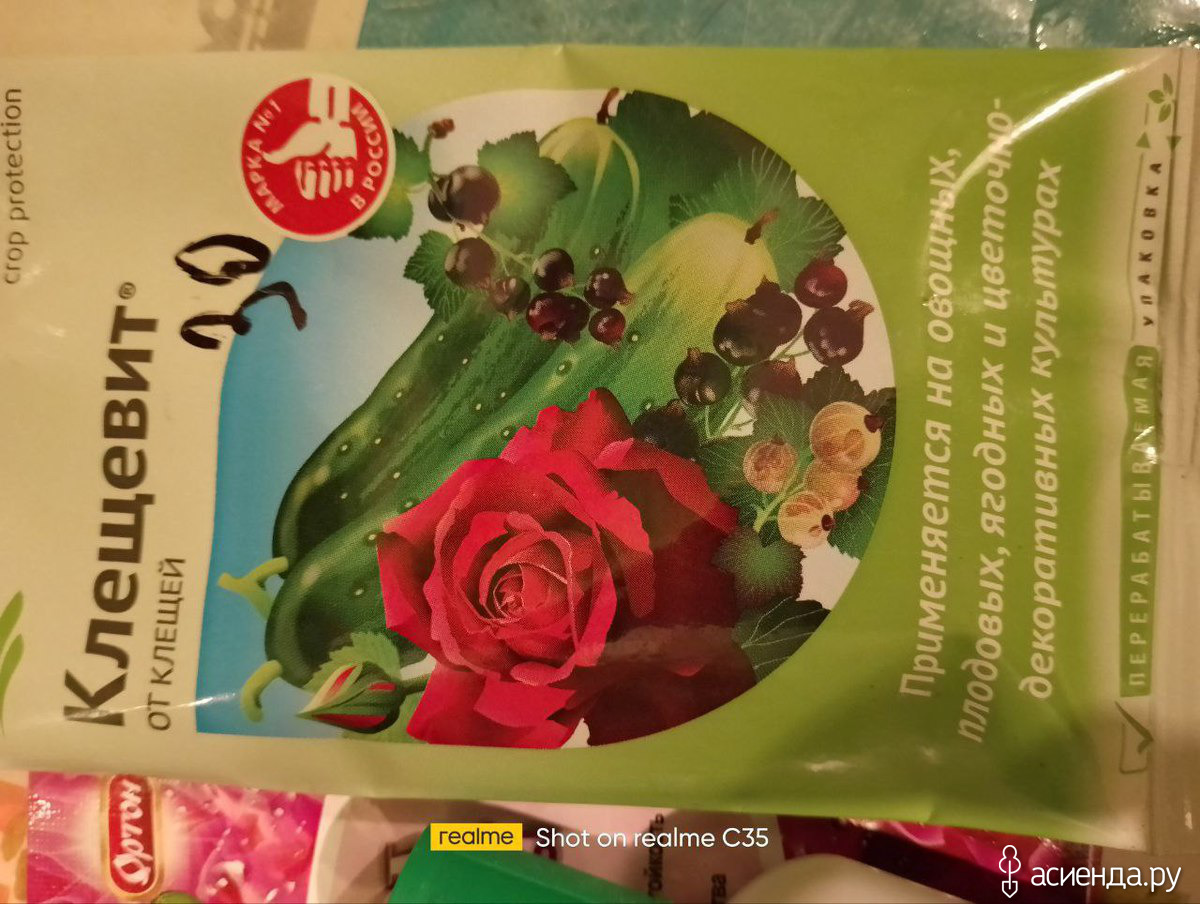 crop protection
Клещевит®
ОТ КЛЕЩЕЙ
МАРКА №1
В РОССИИ
Применяется на овощных,
плодовых, ягодных и цветочно-
декоративных культурах
ПЕРЕРАБАТЫВАЕМАЯ УПАКОВКА
Ортон
realme Shot on realme C35
асиенда.ру